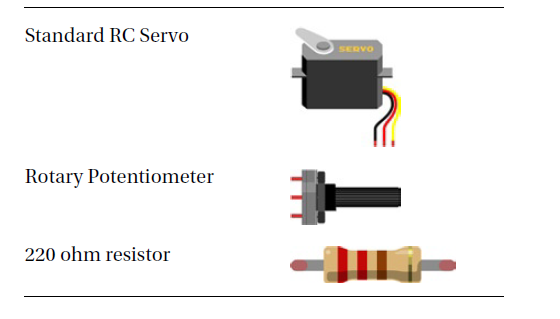 Standard RC Servo
SERVO
Rotary Potentiometer
220 ohm resistor